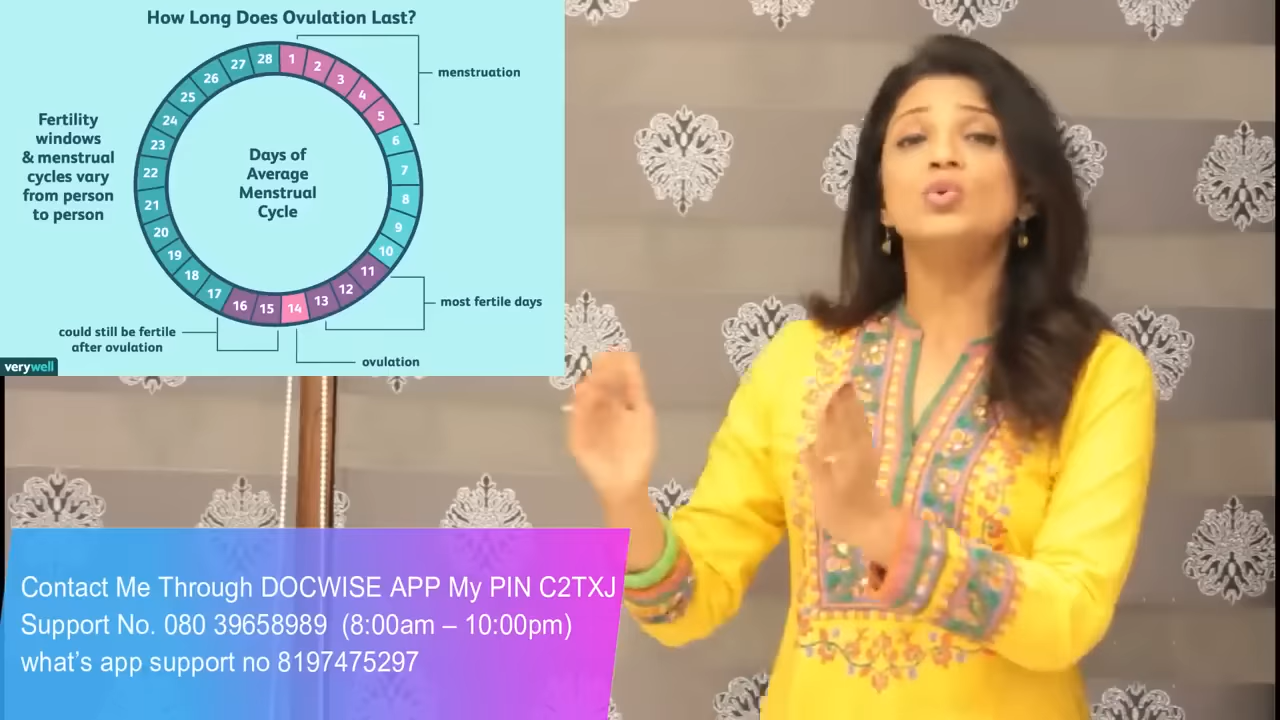 How Long Does Ovulation Last?
1
2
3
4
5
6
7
8
9
10
11
12
13
14
15
16
17
18
19
20
21
22
23
24
25
26
27
28
menstruation
Fertility
windows
& menstrual
cycles vary
from person
to person
Days of
Average
Menstrual
Cycle
most fertile days
could still be fertile
after ovulation
ovulation
verywell
Contact Me Through DOCWISE APP My PIN C2TXJ
Support No. 080 39658989 (8:00am – 10:00pm)
what's app support no 8197475297